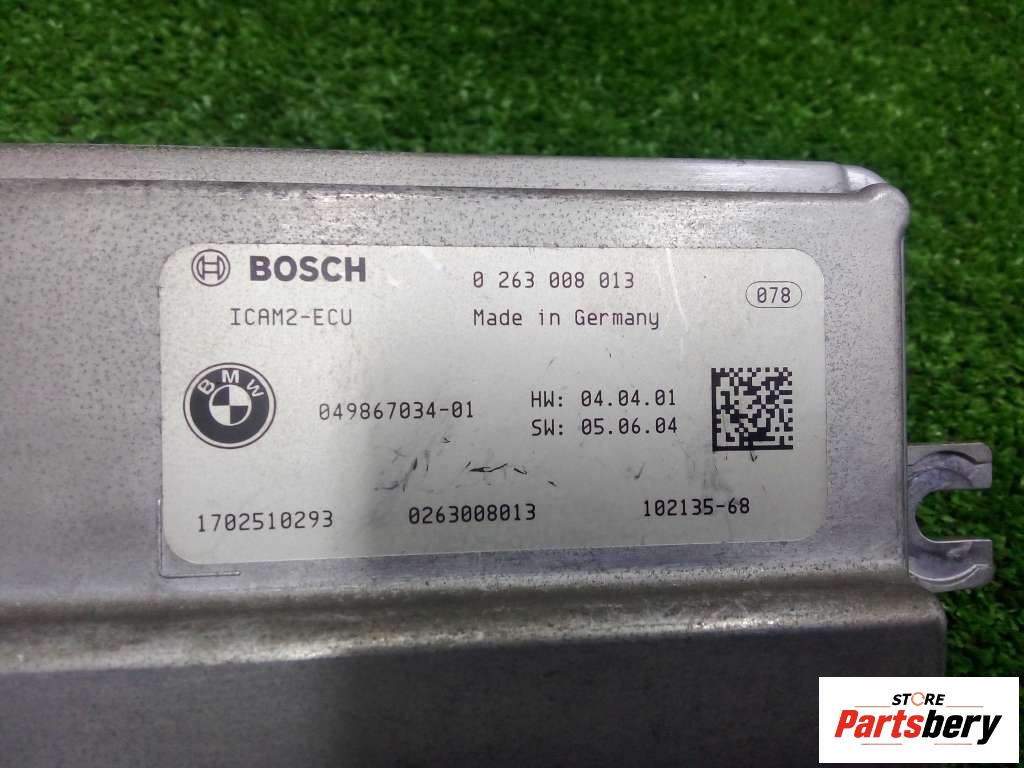 BOSCH 0 263 008 013
078
ICAM2-ECU Made in Germany
BMW
049867034-01 HW: 04.04.01
SW: 05.06.04
1702510293 0263008013 102135-68
STORE
Partsbery